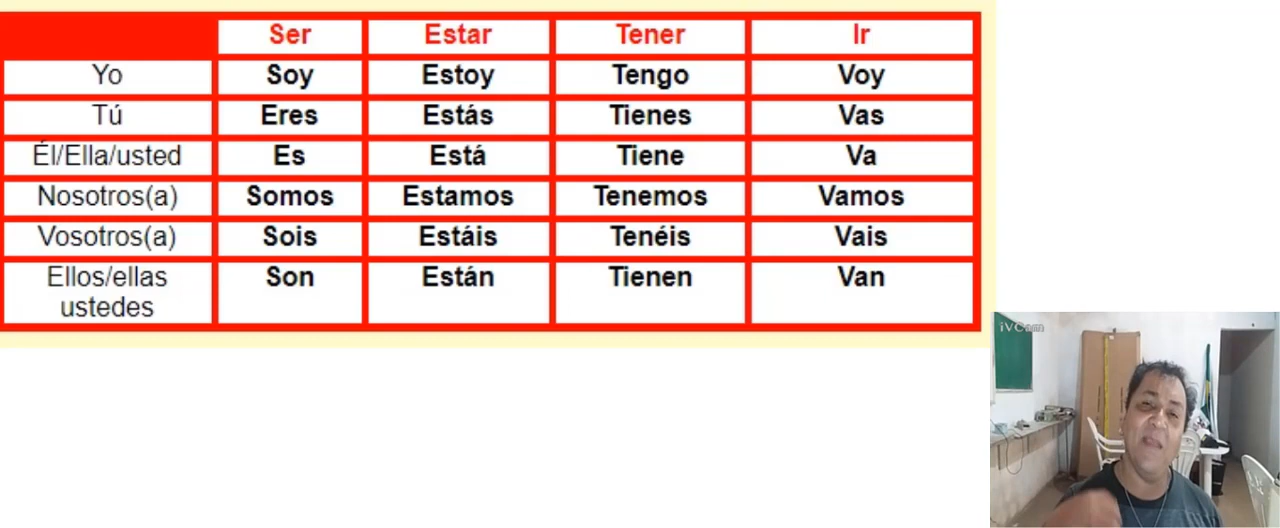 Ser Estar Tener Ir
Yo Soy Estoy Tengo Voy
Tú Eres Estás Tienes Vas
Él/Ella/usted Es Está Tiene Va
Nosotros(a) Somos Estamos Tenemos Vamos
Vosotros(a) Sois Estáis Tenéis Vais
Ellos/ellas Son Están Tienen Van
ustedes
iVCam